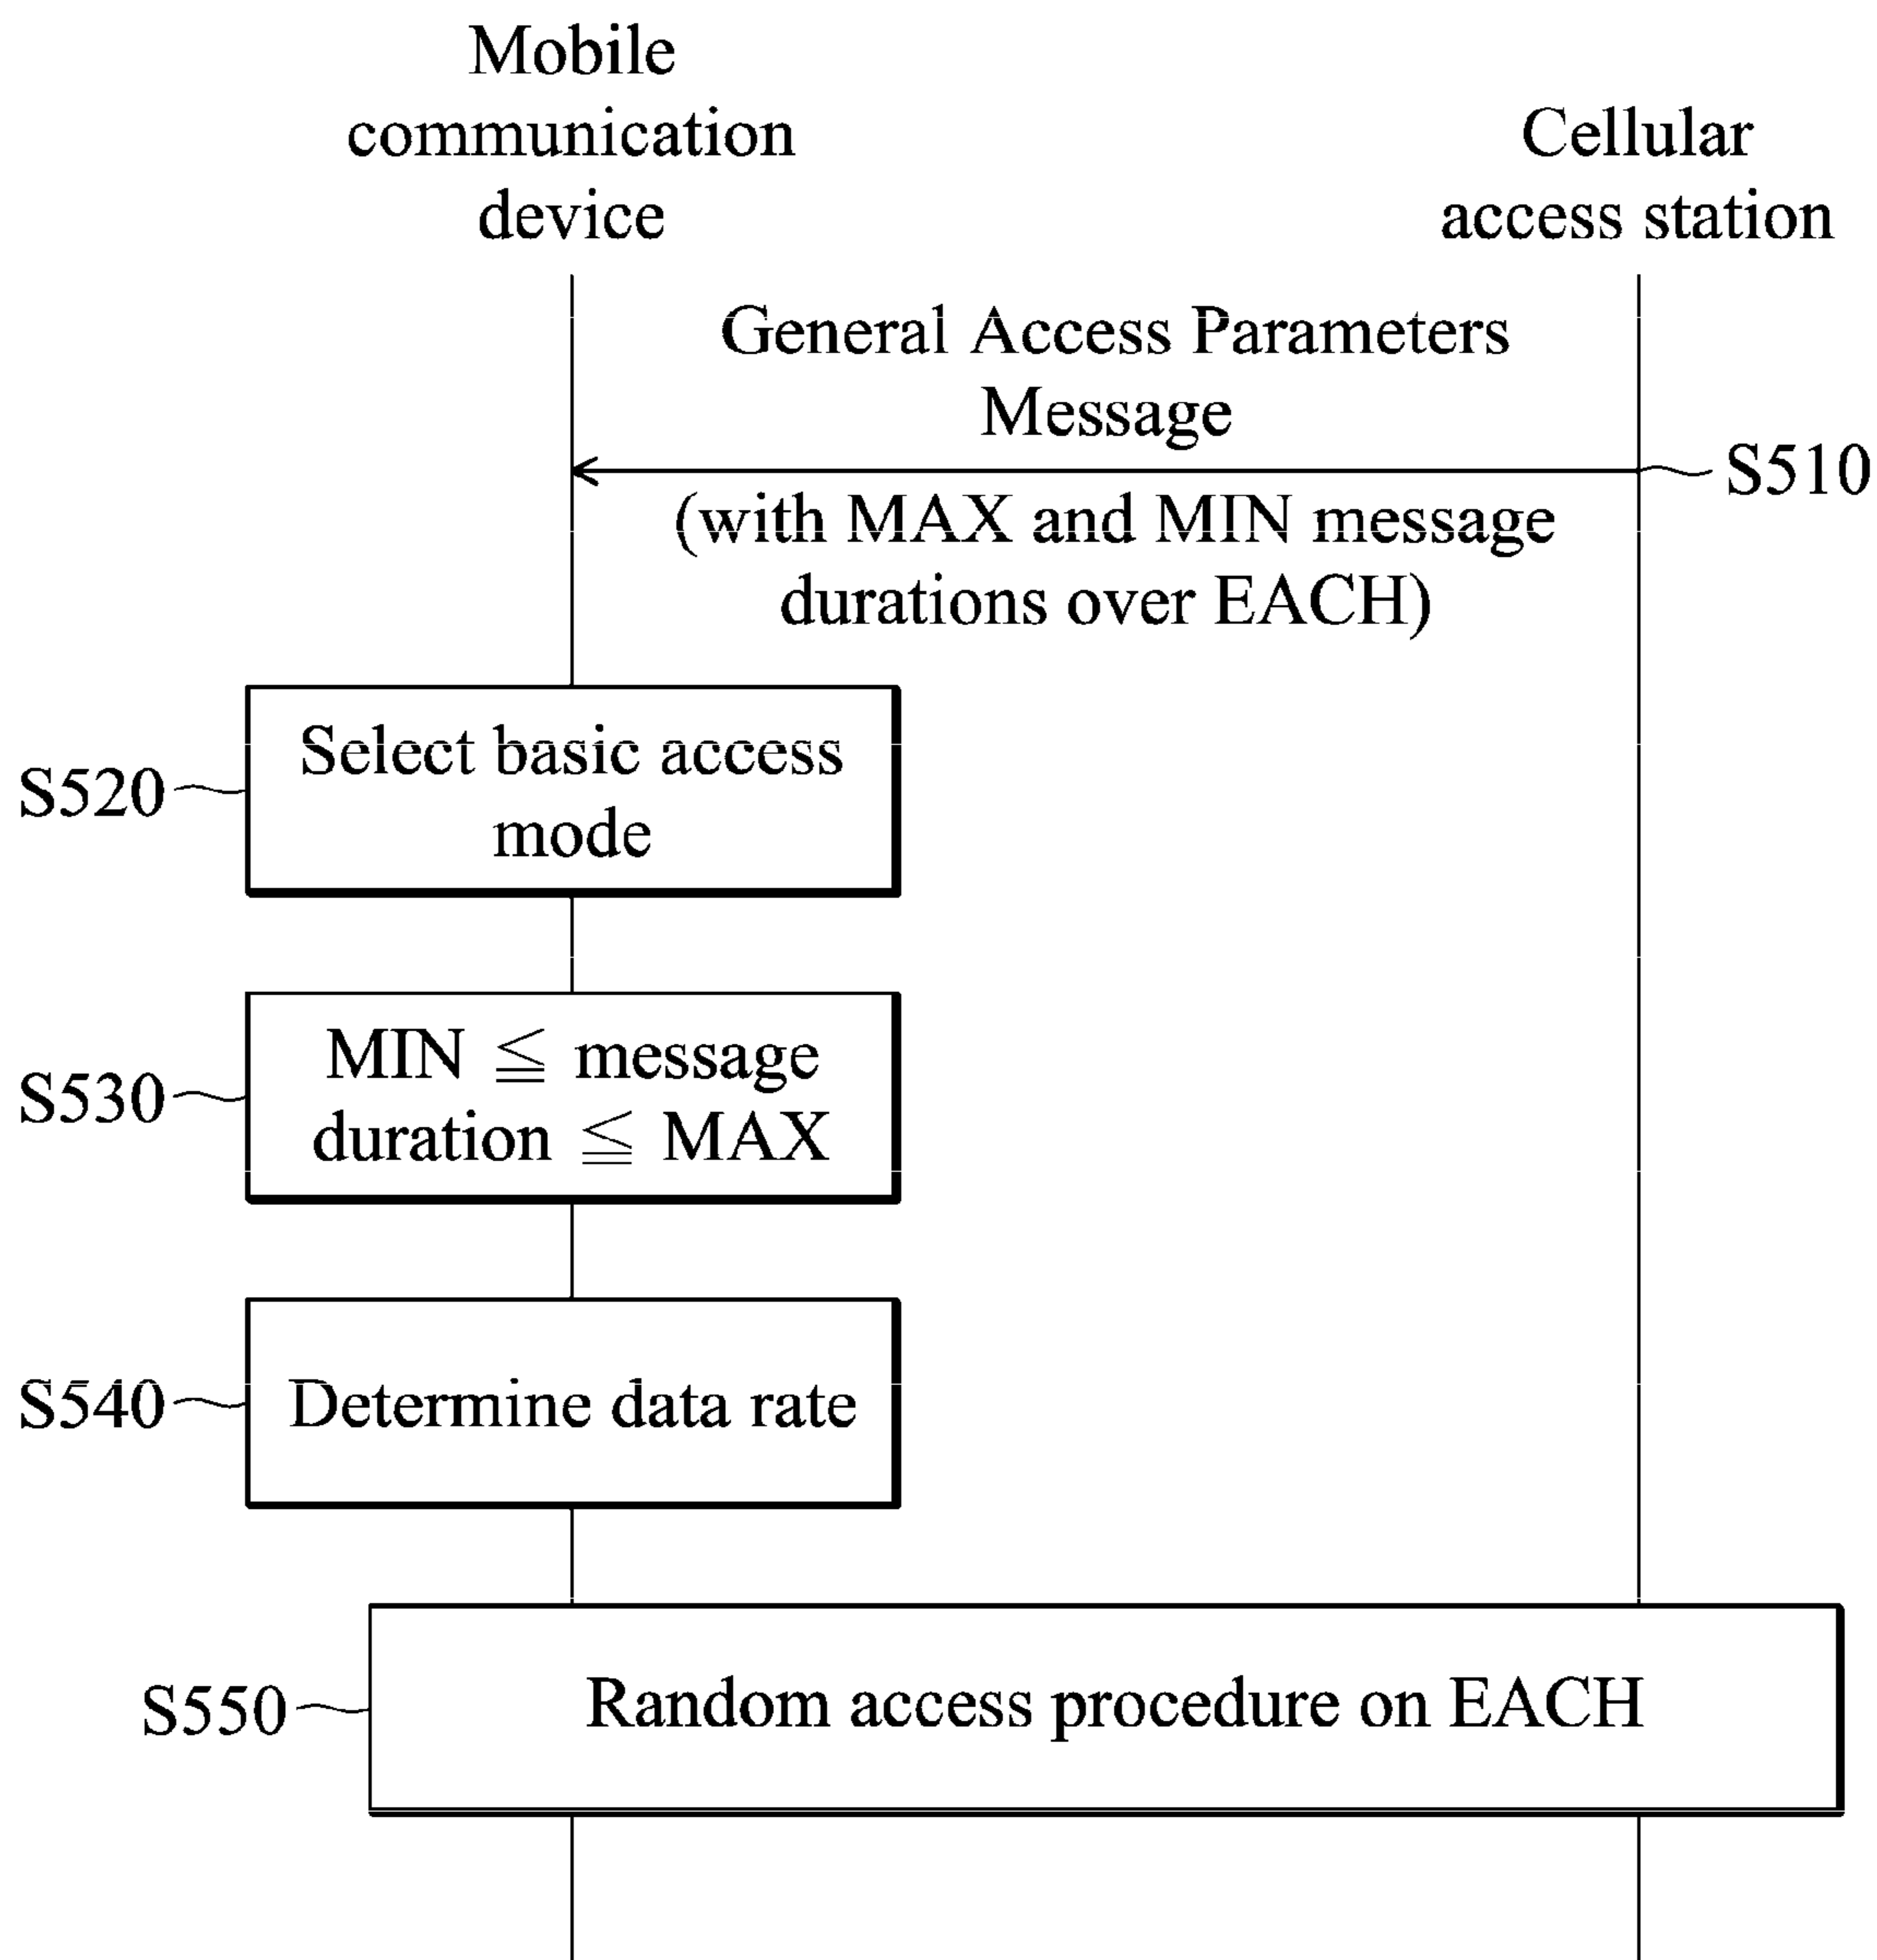 Mobile
communication
device
Cellular
access station
General Access Parameters
Message
S510
(with MAX and MIN message
durations over EACH)
S520
Select basic access
mode
S530
MIN ≦ message
duration ≦ MAX
S540
Determine data rate
S550
Random access procedure on EACH